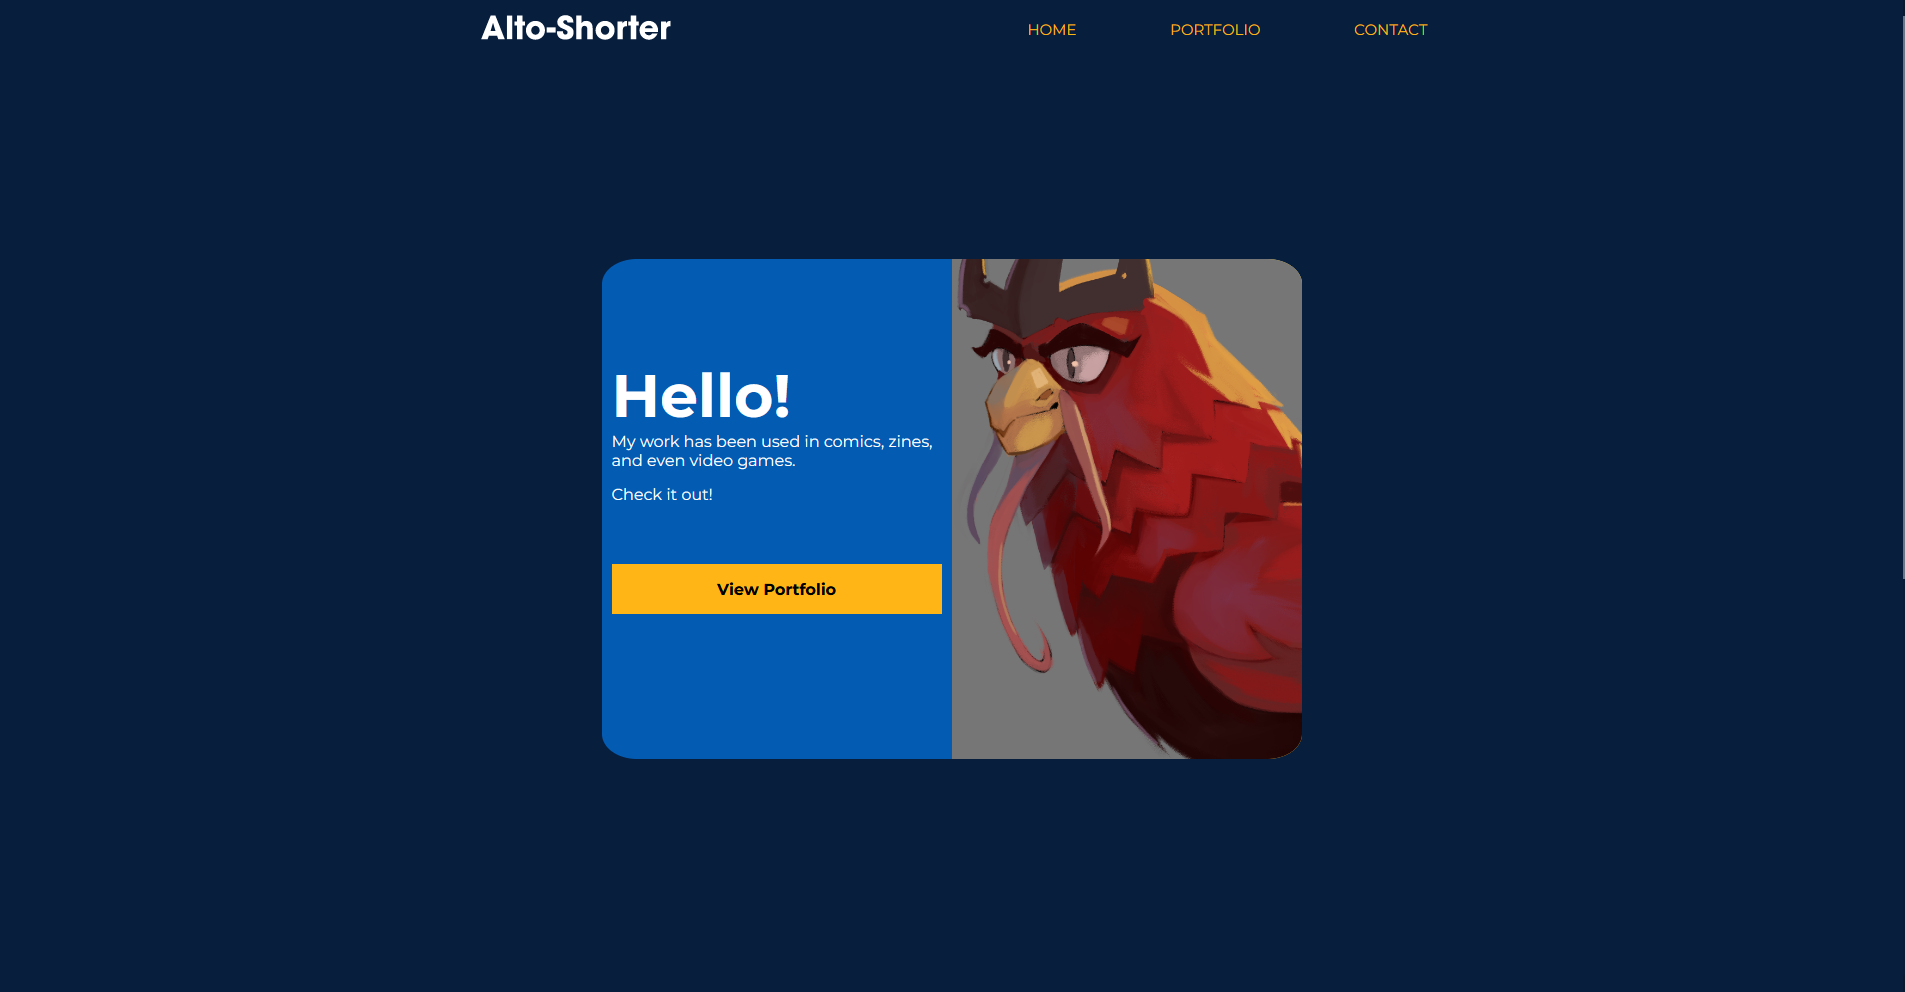 Alto-Shorter
HOME
PORTFOLIO
CONTACT
Hello!
My work has been used in comics, zines,
and even video games.
Check it out!
View Portfolio